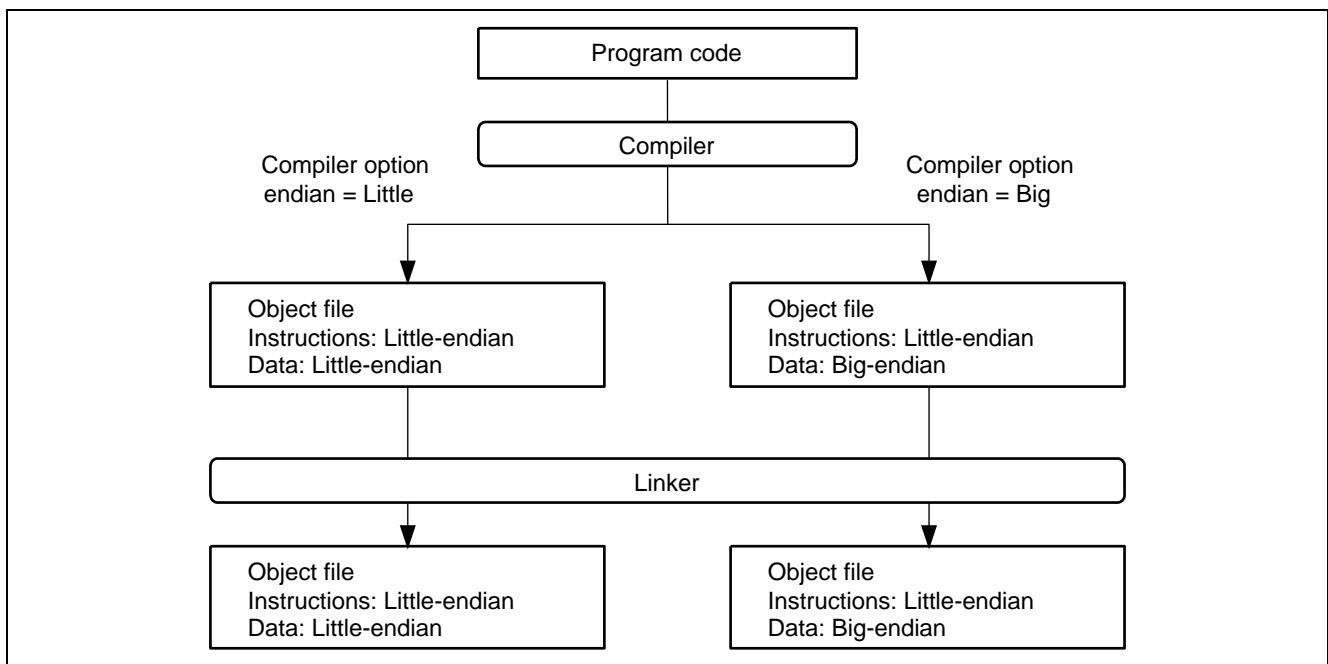 Program code
Compiler
Compiler option
endian = Little
Compiler option
endian = Big
Object file
Instructions: Little-endian
Data: Little-endian
Object file
Instructions: Little-endian
Data: Big-endian
Linker
Object file
Instructions: Little-endian
Data: Little-endian
Object file
Instructions: Little-endian
Data: Big-endian